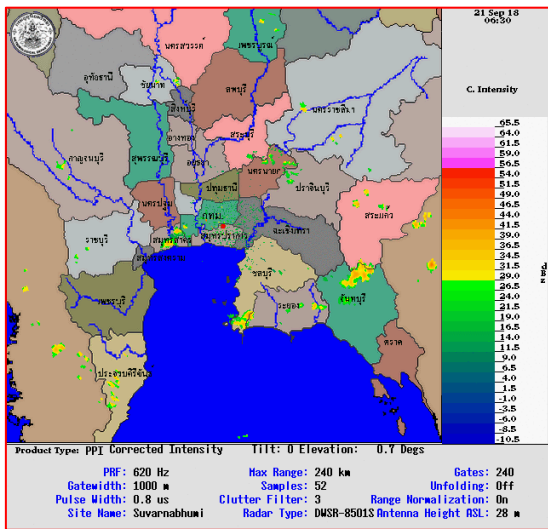 21 Sep 18
06:30
C. Intensity
65.5
64.0
61.5
59.0
56.5
54.0
51.5
49.0
46.5
44.0
41.5
39.0
36.5
34.0
31.5
29.0
26.5
24.0
21.5
19.0
16.5
14.0
11.5
9.0
6.5
4.0
1.5
-1.0
-3.5
-6.0
-8.5
-10.5
นครสวรรค์
เพชรบูรณ์
อุทัยธานี
ชัยนาท
ลพบุรี
สิงห์บุรี
นครราชสีมา
อ่างทอง
สระบุรี
กาญจนบุรี
สุพรรณบุรี
อยุธยา
นครนายก
ปทุมธานี
ปราจีนบุรี
นครปฐม
กทม.
สระแก้ว
ฉะเชิงเทรา
ราชบุรี
สมุทรสาคร
สมุทรปราการ
สมุทรสงคราม
ชลบุรี
เพชรบุรี
ระยอง
จันทบุรี
ตราด
ประจวบคีรีขันธ์
Product Type: PPI Corrected Intensity Tilt: 0 Elevation: 0.7 Degs
PRF: 620 Hz Max Range: 240 km Gates: 240
Gatewidth: 1000 m Samples: 52 Unfolding: Off
Pulse Width: 0.8 us Clutter Filter: 3 Range Normalization: On
Site Name: Suvarnabhumi Radar Type: DWSR-8501S Antenna Height ASL: 28 m